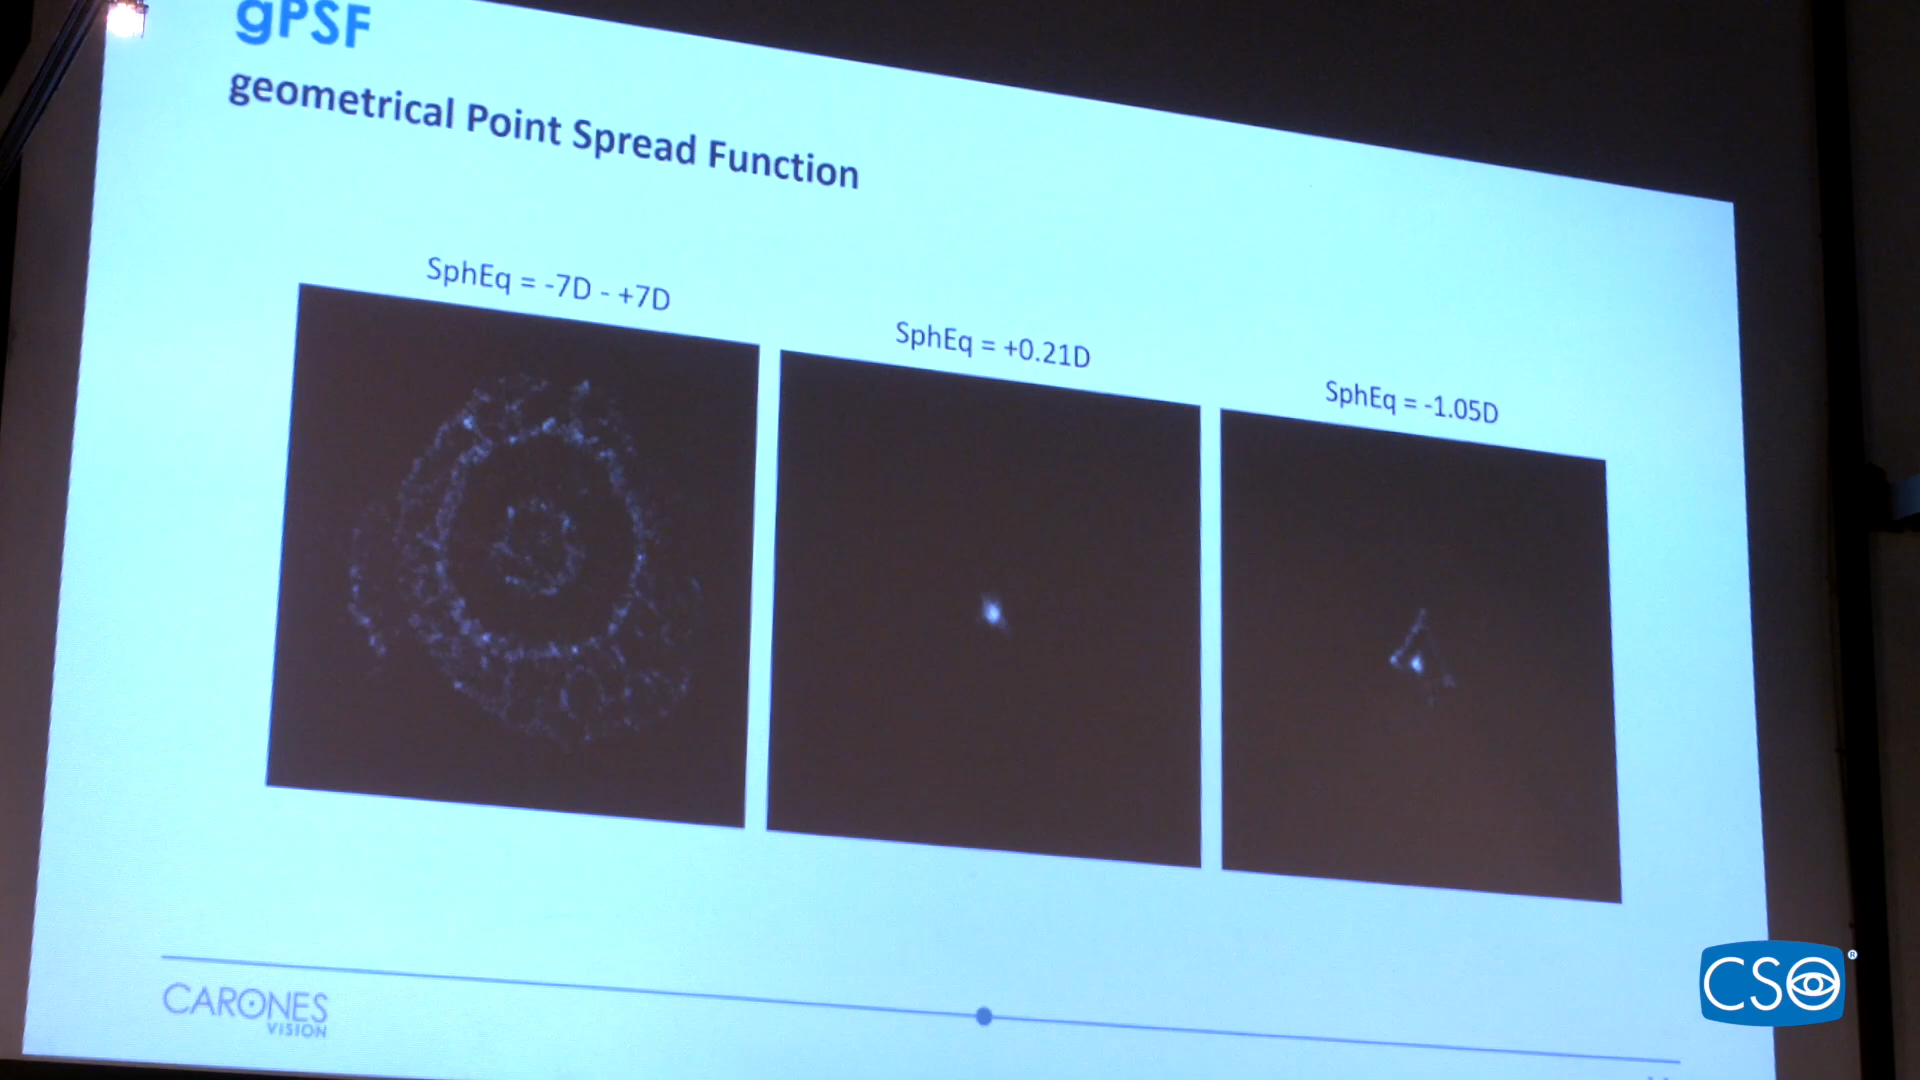 gPSF
geometrical Point Spread Function
SphEq = -7D - +7D
SphEq = +0.21D
SphEq = -1.05D
CARONES
VISION
CSO®